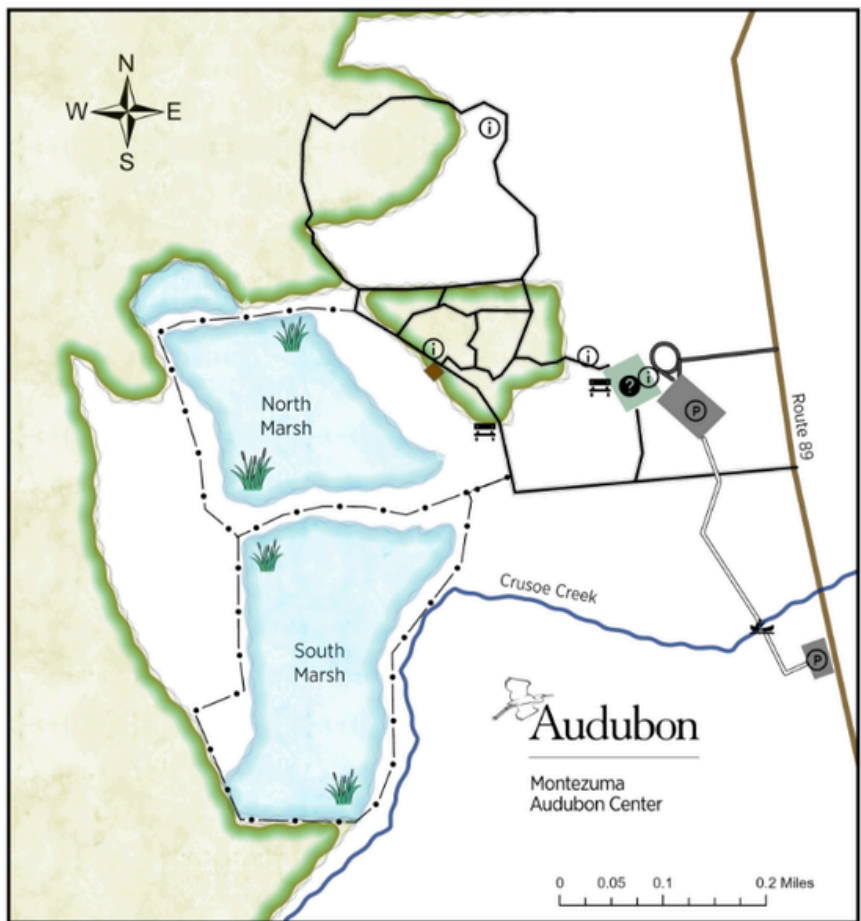 N
W
E
S
i
North
Marsh
i
i
?
i
P
Route 89
Crusoe Creek
South
Marsh
P
Audubon
Montezuma
Audubon Center
0
0.05
0.1
0.2 Miles